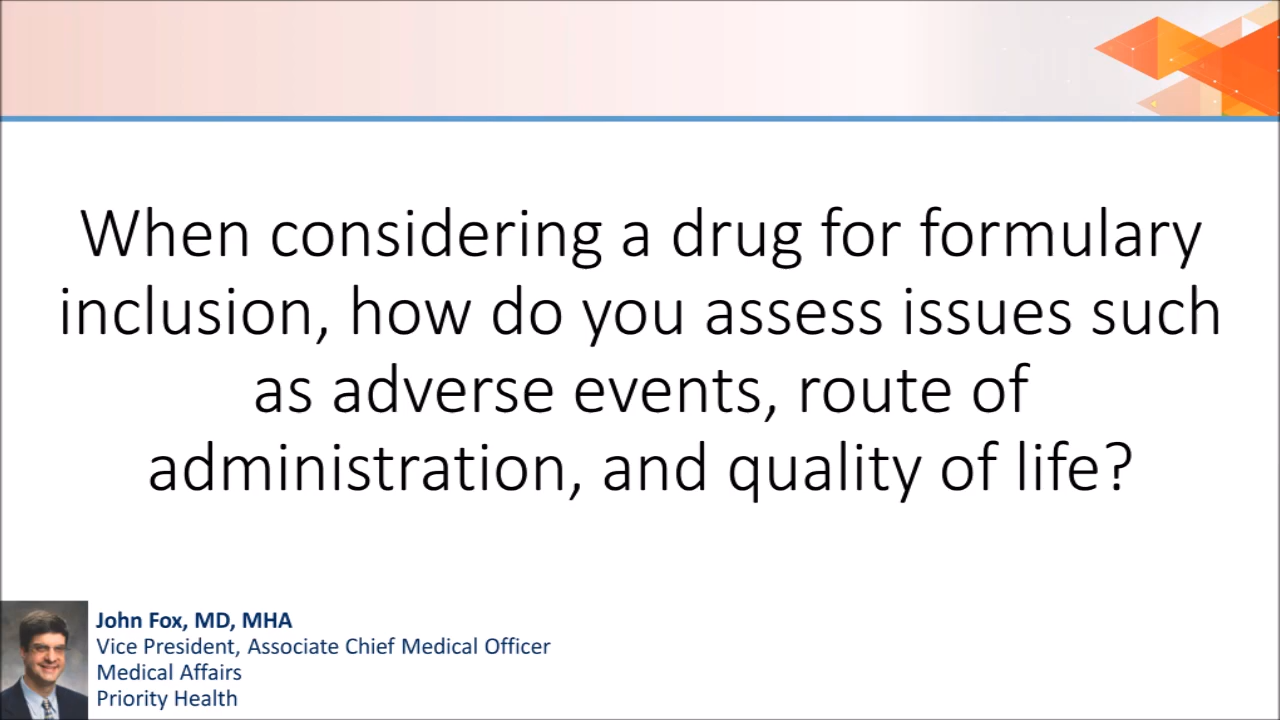 When considering a drug for formulary
inclusion, how do you assess issues such
as adverse events, route of
administration, and quality of life?
John Fox, MD, MHA
Vice President, Associate Chief Medical Officer
Medical Affairs
Priority Health